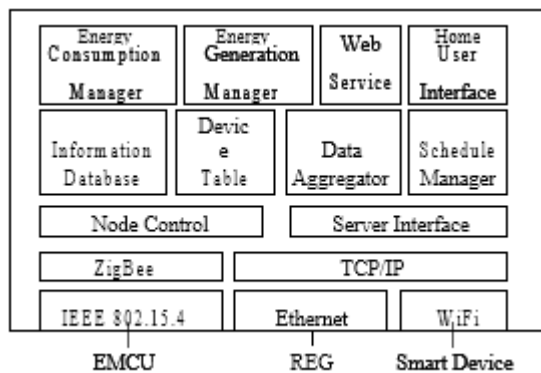 Energy
Consumption
Manager
Energy
Generation
Manager
Web
Service
Home
User
Interface
Information
Database
Devic
e
Table
Data
Aggregator
Schedule
Manager
Node Control
Server Interface
ZigBee
TCP/IP
IEEE 802.15.4
Ethernet
WiFi
EMCU
REG
Smart Device